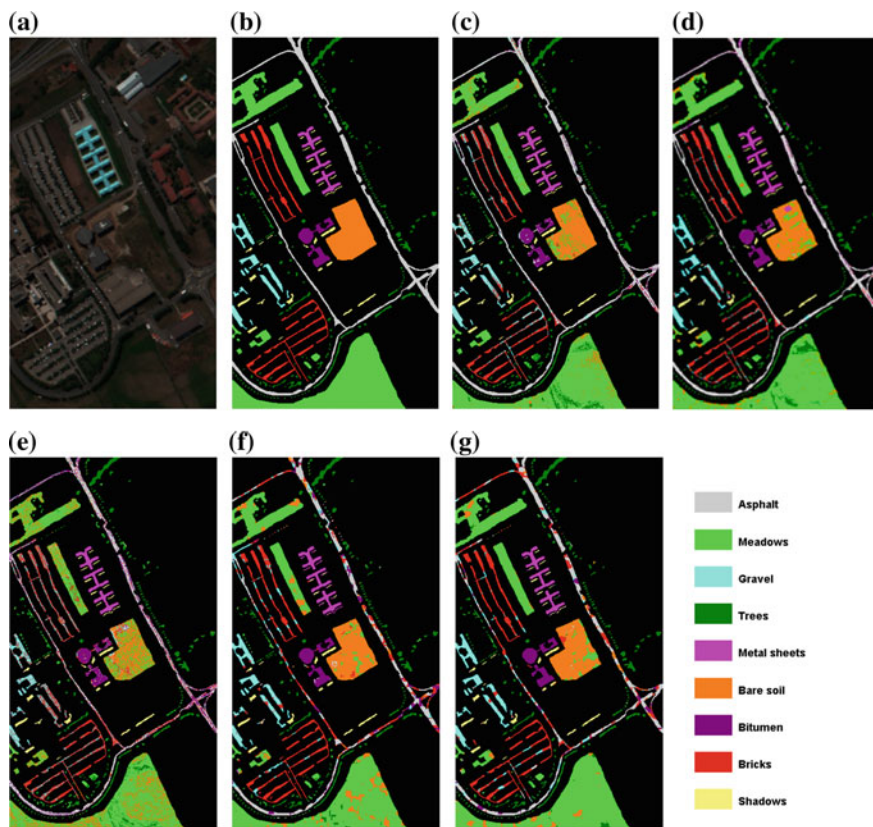 (a)
(b)
(c)
(d)
(e)
(f)
(g)
Asphalt
Meadows
Gravel
Trees
Metal sheets
Bare soil
Bitumen
Bricks
Shadows